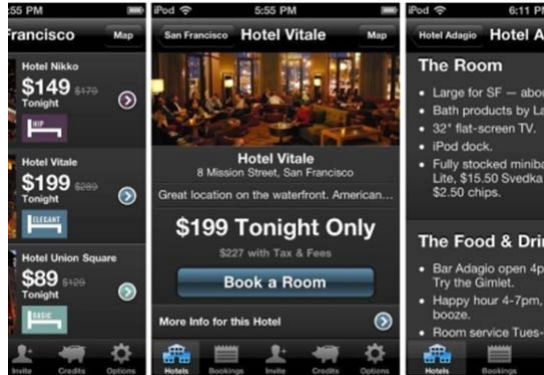 :55 PM
Francisco
Map
Hotel Nikko
$149 $179
Tonight
HIP
Hotel Vitale
$199 $289
Tonight
ELEGANT
Hotel Union Square
$89 $129
Tonight
BASIC
Invite
Credits
Options
iPod
5:55 PM
San Francisco
Hotel Vitale
Map
Hotel Vitale
8 Mission Street, San Francisco
Great location on the waterfront. American...
$199 Tonight Only
$227 with Tax & Fees
Book a Room
More Info for this Hotel
Hotels
Bookings
Invite
Credits
Options
iPod
6:11 PM
Hotel Adagio
Hotel A
The Room
• Large for SF — abou
• Bath products by La
• 32" flat-screen TV.
• iPod dock.
• Fully stocked miniba
Lite, $15.50 Svedka
$2.50 chips.
The Food & Drin
• Bar Adagio open 4p
Try the Gimlet.
• Happy hour 4-7pm,
booze.
• Room service Tues-
Hotels
Bookings